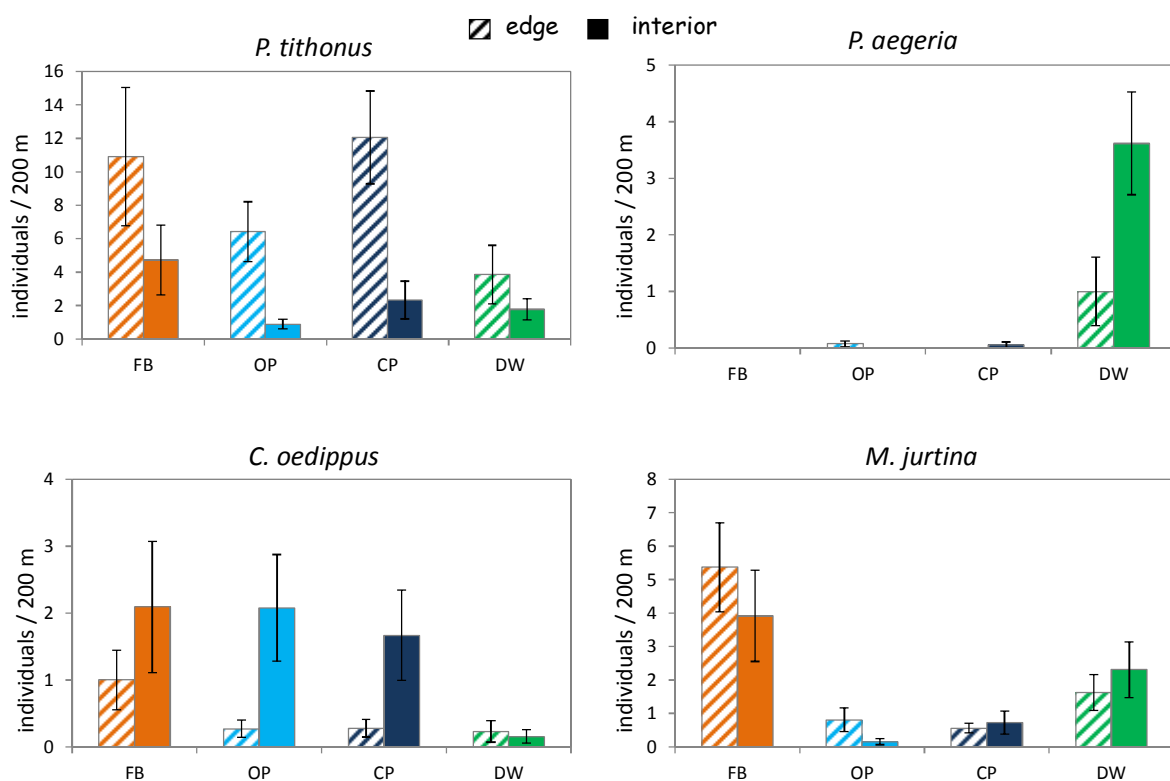 edge interior
P. tithonus
individuals / 200 m
16
14
12
10
8
6
4
2
0
FB OP CP DW
P. aegeria
individuals / 200 m
5
4
3
2
1
0
FB OP CP DW
C. oedippus
individuals / 200 m
4
3
2
1
0
FB OP CP DW
M. jurtina
individuals / 200 m
8
7
6
5
4
3
2
1
0
FB OP CP DW